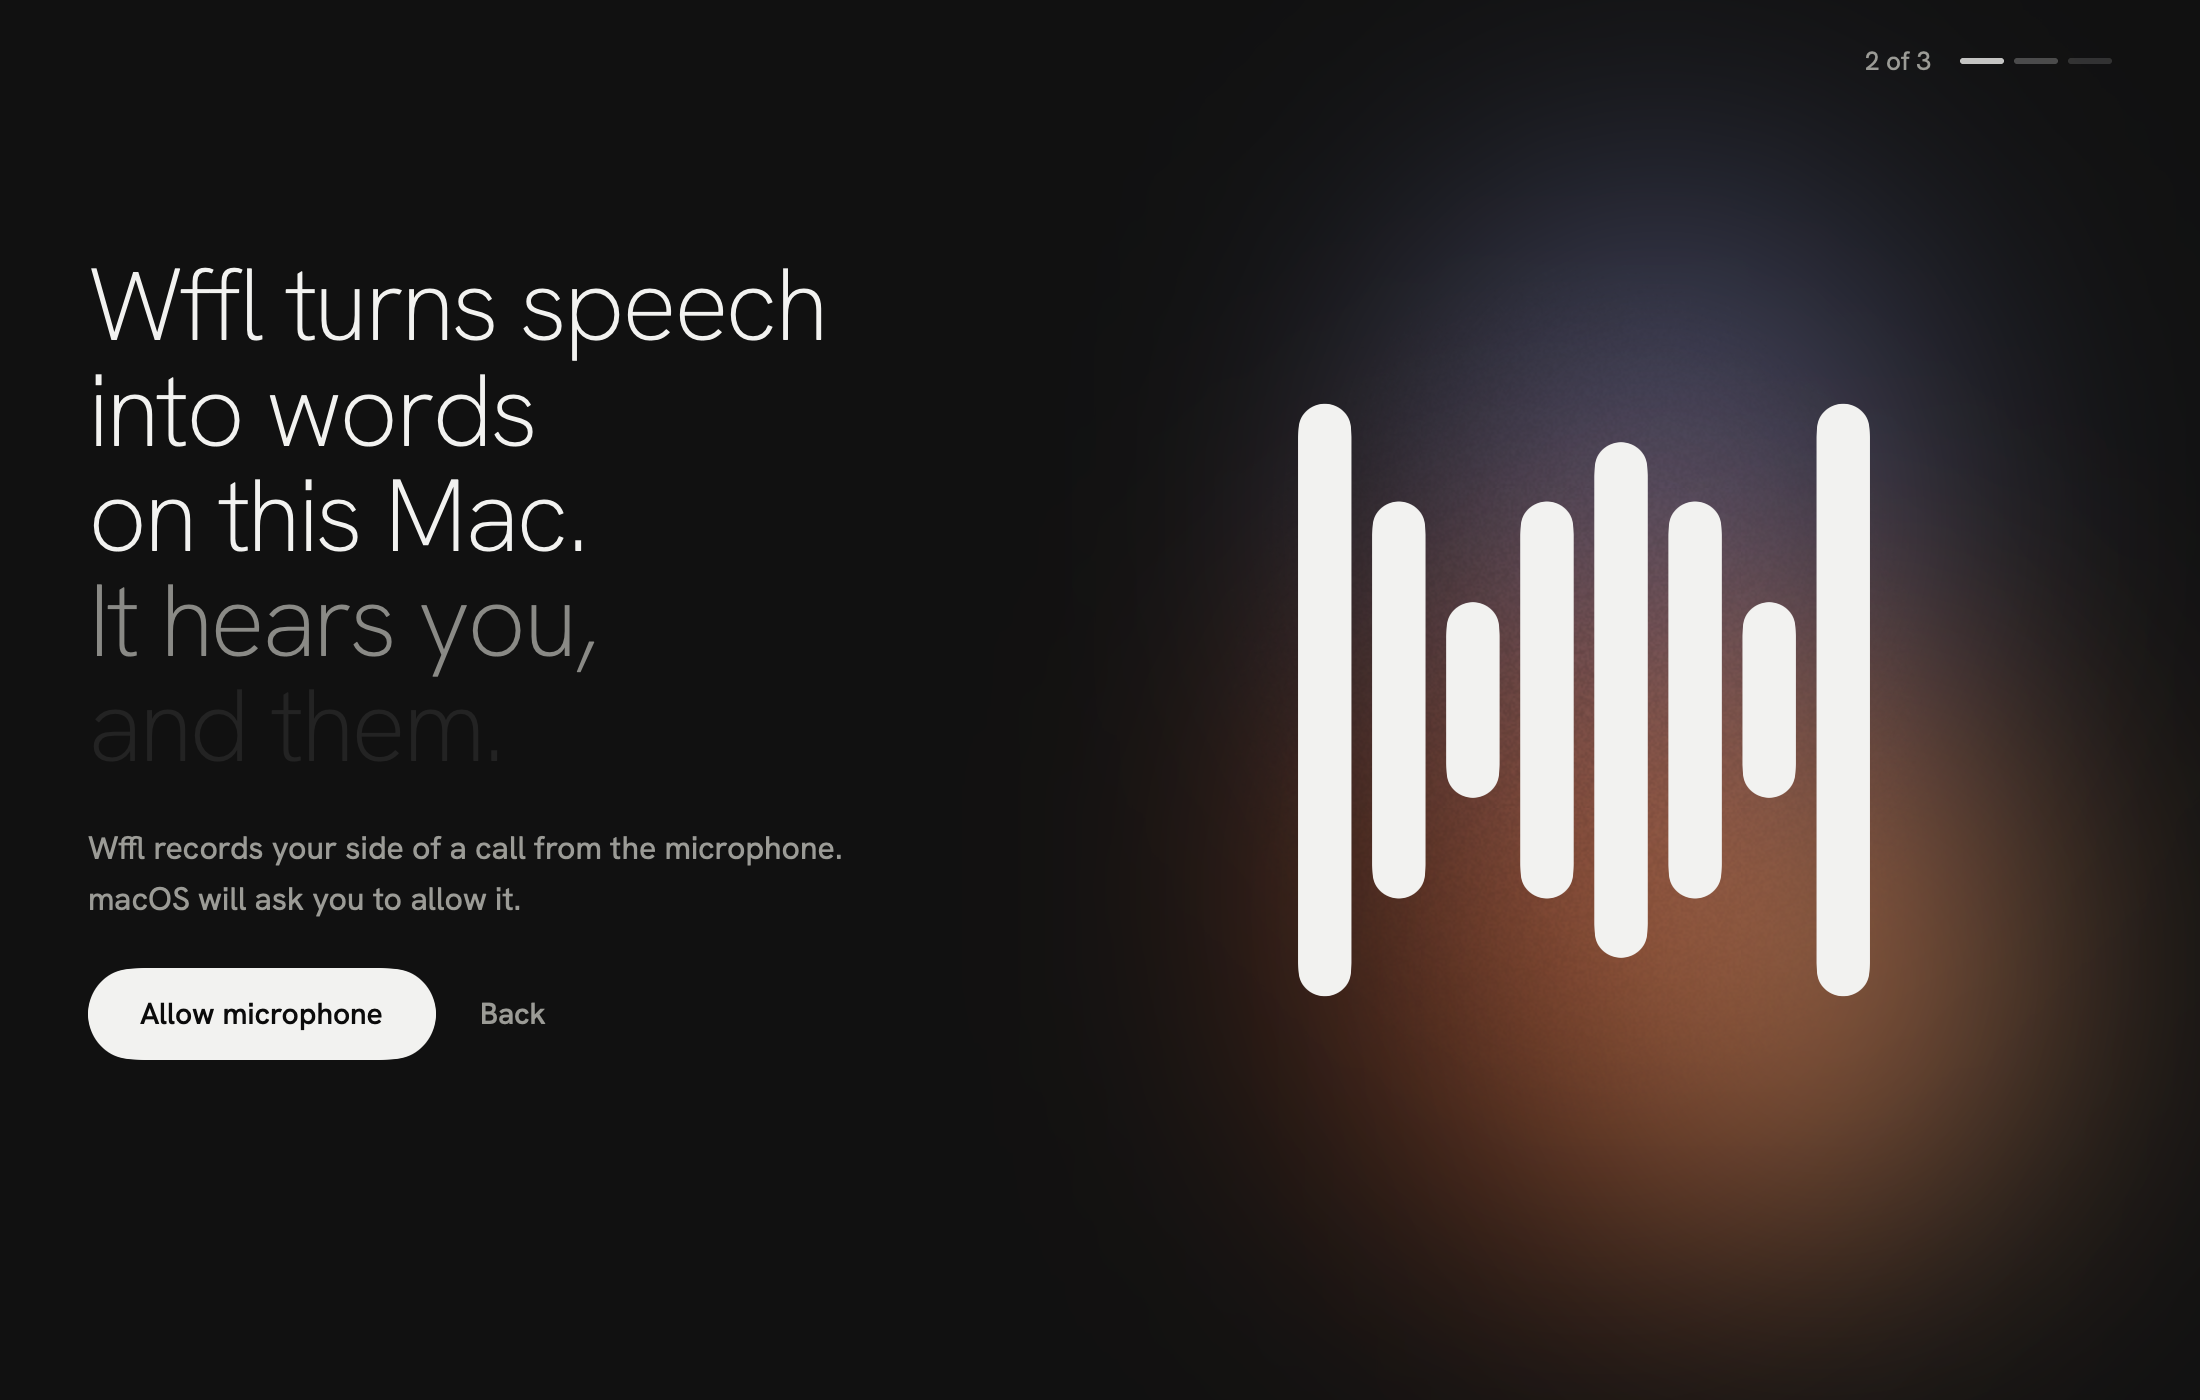 2 of 3
Wffl turns speech
into words
on this Mac.
It hears you,
and them.
Wffl records your side of a call from the microphone.
macOS will ask you to allow it.
Allow microphone
Back